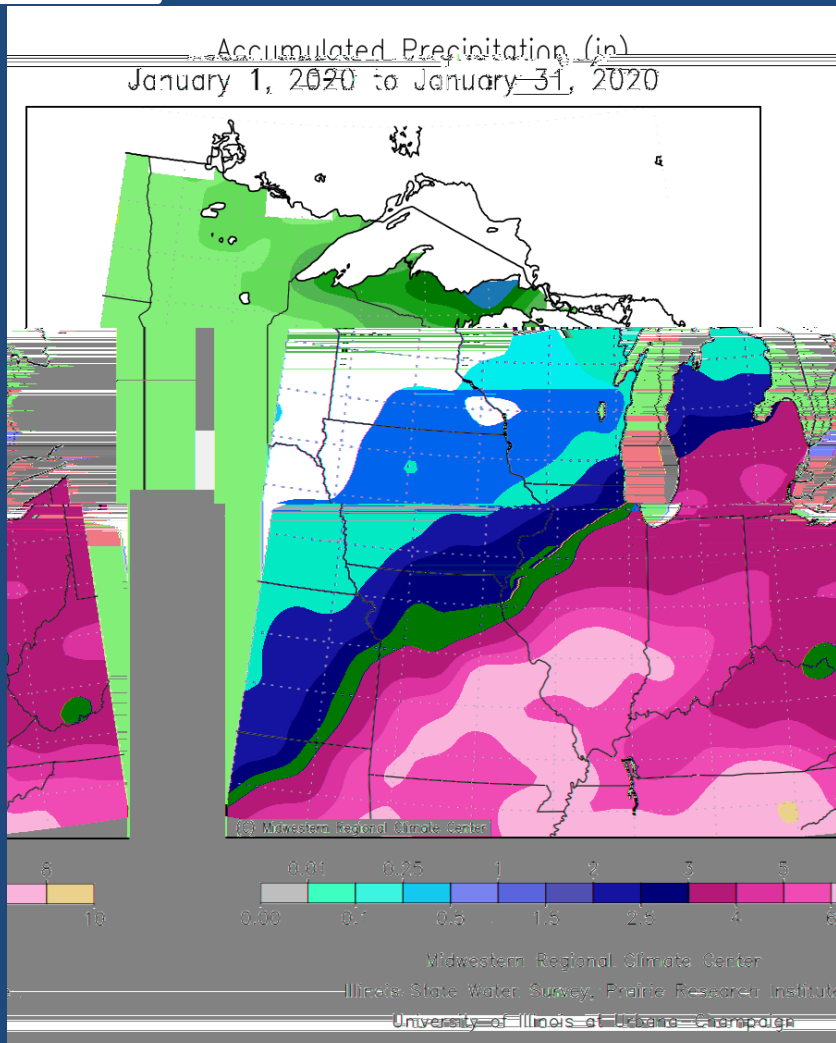 Accumulated Precipitation (in)
January 1, 2020 to January 31, 2020
(C) Midwestern Regional Climate Center
8 0.01 0.25 1 2 3 5
10 0.00 0.1 0.5 1.5 2.5 4 6
Midwestern Regional Climate Center
Illinois State Water Survey, Prairie Research Institute
University of Illinois at Urbana-Champaign